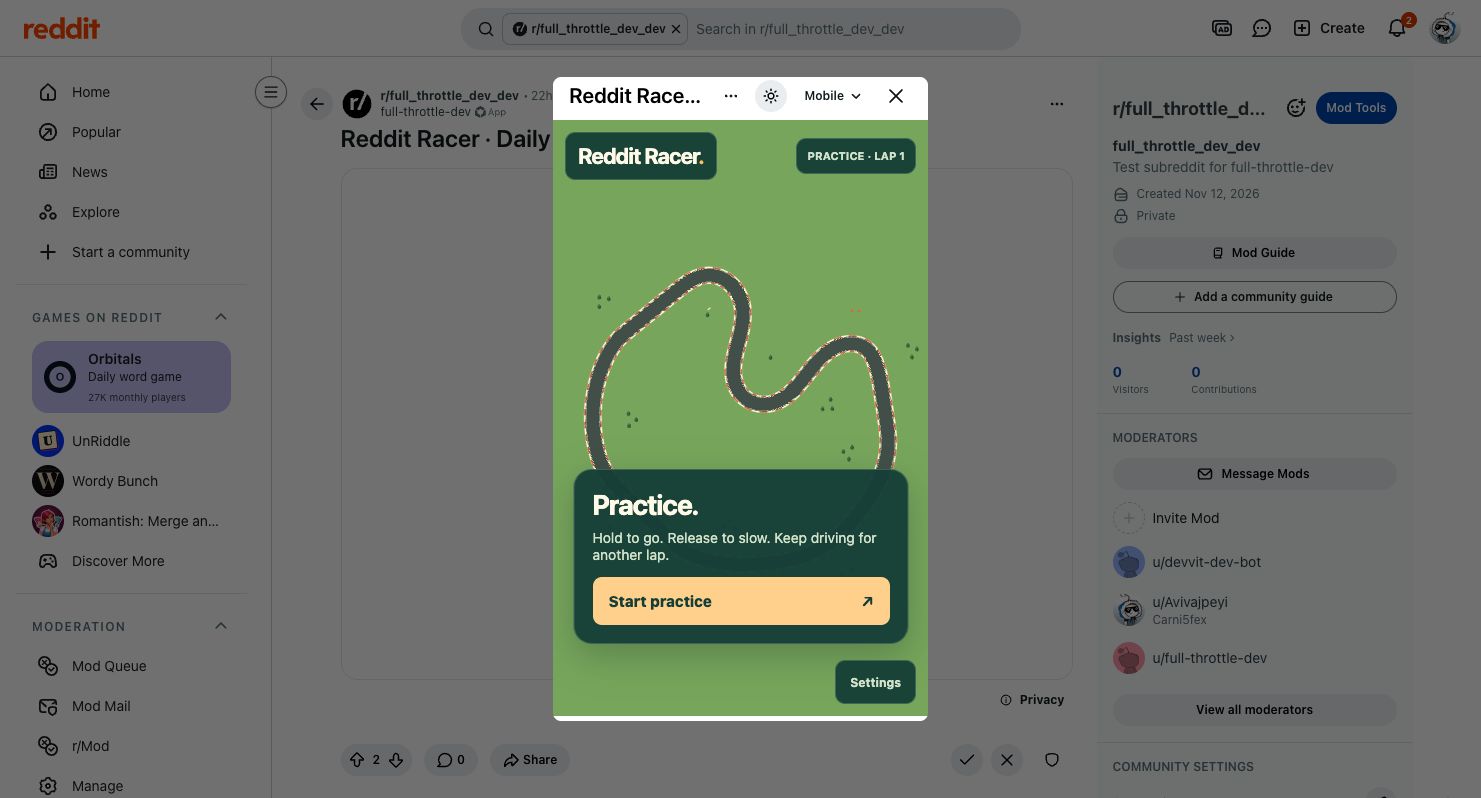 reddit
r/full_throttle_dev_dev
Search in r/full_throttle_dev_dev
AD
Create
2
Home
Popular
News
Explore
Start a community
GAMES ON REDDIT
Orbitals
Daily word game
27K monthly players
UnRiddle
Wordy Bunch
Romantish: Merge an...
Discover More
MODERATION
Mod Queue
Mod Mail
r/Mod
Manage
r/full_throttle_dev_dev · 22h
full-throttle-dev App
Reddit Racer · Daily
Reddit Race...
Mobile
Reddit Racer.
PRACTICE · LAP 1
Practice.
Hold to go. Release to slow. Keep driving for
another lap.
Start practice
Settings
Privacy
2
0
Share
r/full_throttle_d...
Mod Tools
full_throttle_dev_dev
Test subreddit for full-throttle-dev
Created Nov 12, 2026
Private
Mod Guide
Add a community guide
Insights Past week
0
0
Visitors
Contributions
MODERATORS
Message Mods
Invite Mod
u/devvit-dev-bot
u/Avivajpeyi
Carni5fex
u/full-throttle-dev
View all moderators
COMMUNITY SETTINGS